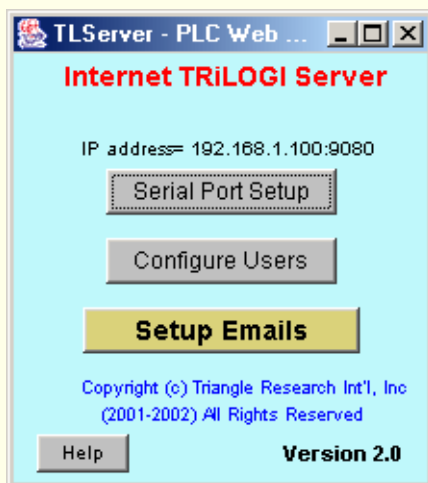 TLServer - PLC Web ...
Internet TRiLOGI Server
IP address= 192.168.1.100:9080
Serial Port Setup
Configure Users
Setup Emails
Copyright (c) Triangle Research Int'l, Inc
(2001-2002) All Rights Reserved
Help Version 2.0